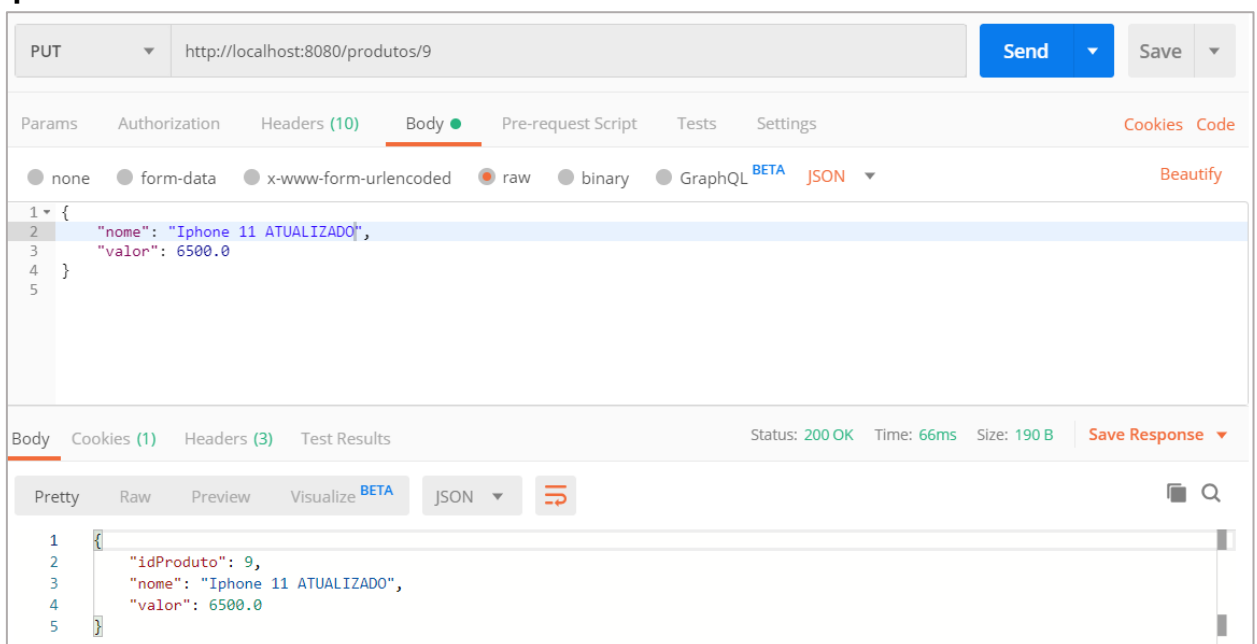 PUT http://localhost:8080/produtos/9 Send Save
Params Authorization Headers (10) Body Pre-request Script Tests Settings Cookies Code
none form-data x-www-form-urlencoded raw binary GraphQL BETA JSON Beautify
1 {
2 "nome": "Iphone 11 ATUALIZADO",
3 "valor": 6500.0
4 }
5
Body Cookies (1) Headers (3) Test Results Status: 200 OK Time: 66ms Size: 190 B Save Response
Pretty Raw Preview Visualize BETA JSON
1 {
2 "idProduto": 9,
3 "nome": "Iphone 11 ATUALIZADO",
4 "valor": 6500.0
5 }